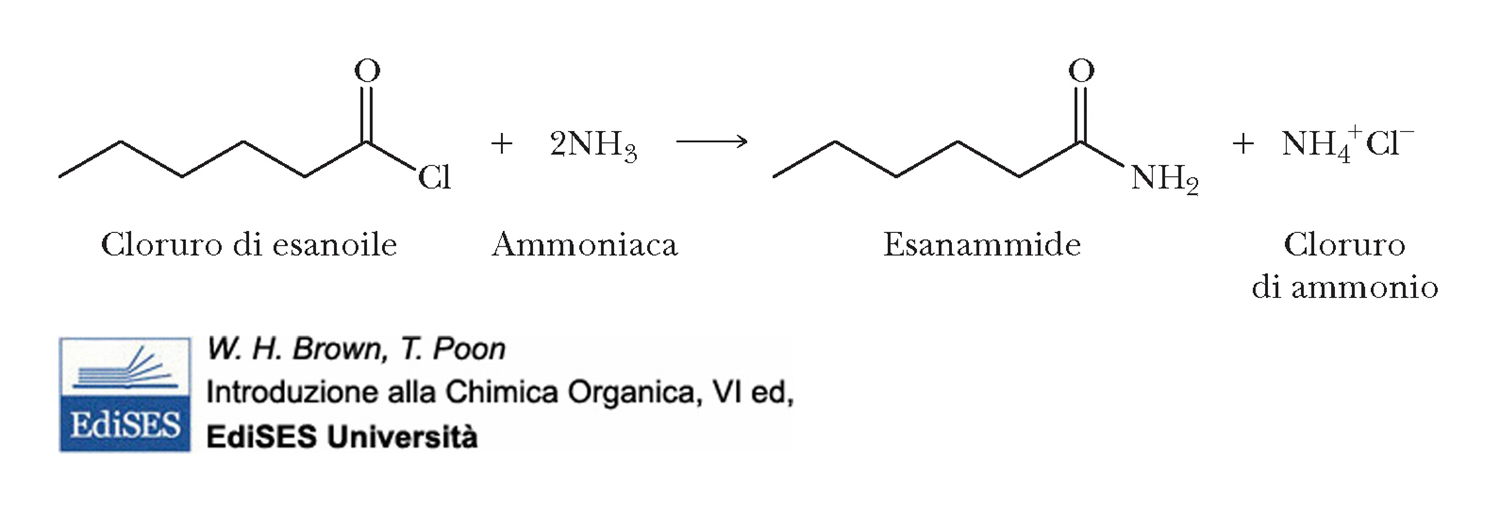 O O
Cl + 2NH₃ ⟶ NH₂ + NH₄⁺Cl⁻
Cloruro di esanoile Ammoniaca Esanammide Cloruro
di ammonio
W. H. Brown, T. Poon
Introduzione alla Chimica Organica, VI ed,
EdiSES EdiSES Università